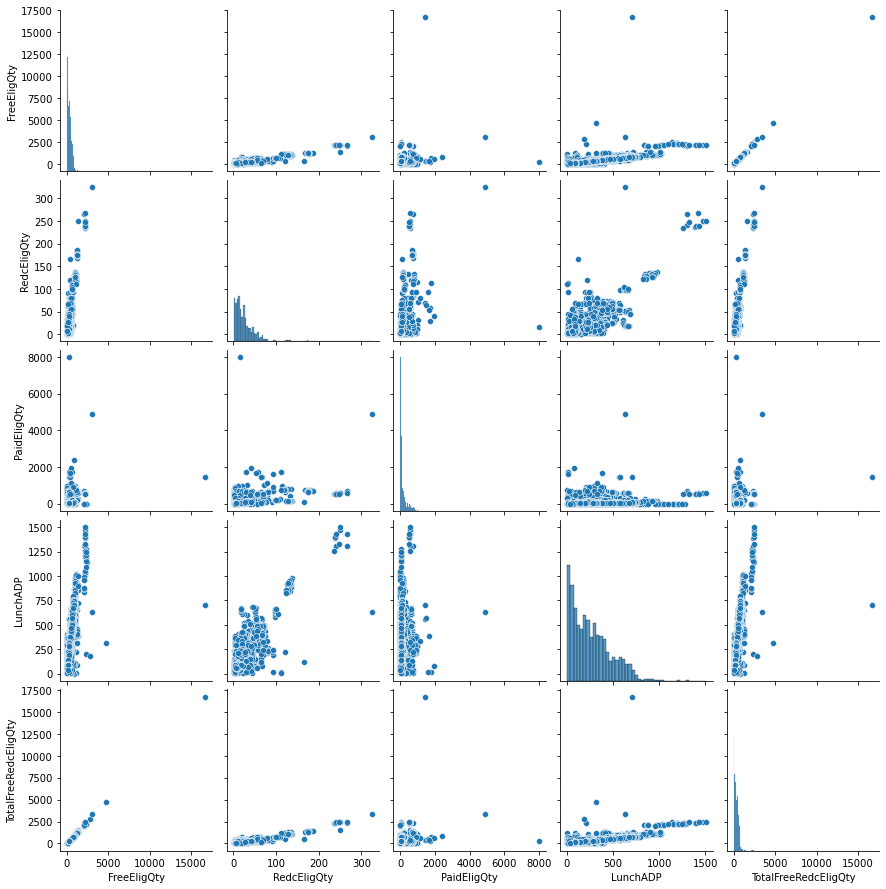 17500
15000
12500
10000
7500
5000
2500
0
FreeEligQty
300
250
200
150
100
50
0
RedcEligQty
8000
6000
4000
2000
0
PaidEligQty
1500
1250
1000
750
500
250
0
LunchADP
17500
15000
12500
10000
7500
5000
2500
0
TotalFreeRedcEligQty
0 5000 10000 15000
FreeEligQty
0 100 200 300
RedcEligQty
0 2000 4000 6000 8000
PaidEligQty
0 500 1000 1500
LunchADP
0 5000 10000 15000
TotalFreeRedcEligQty